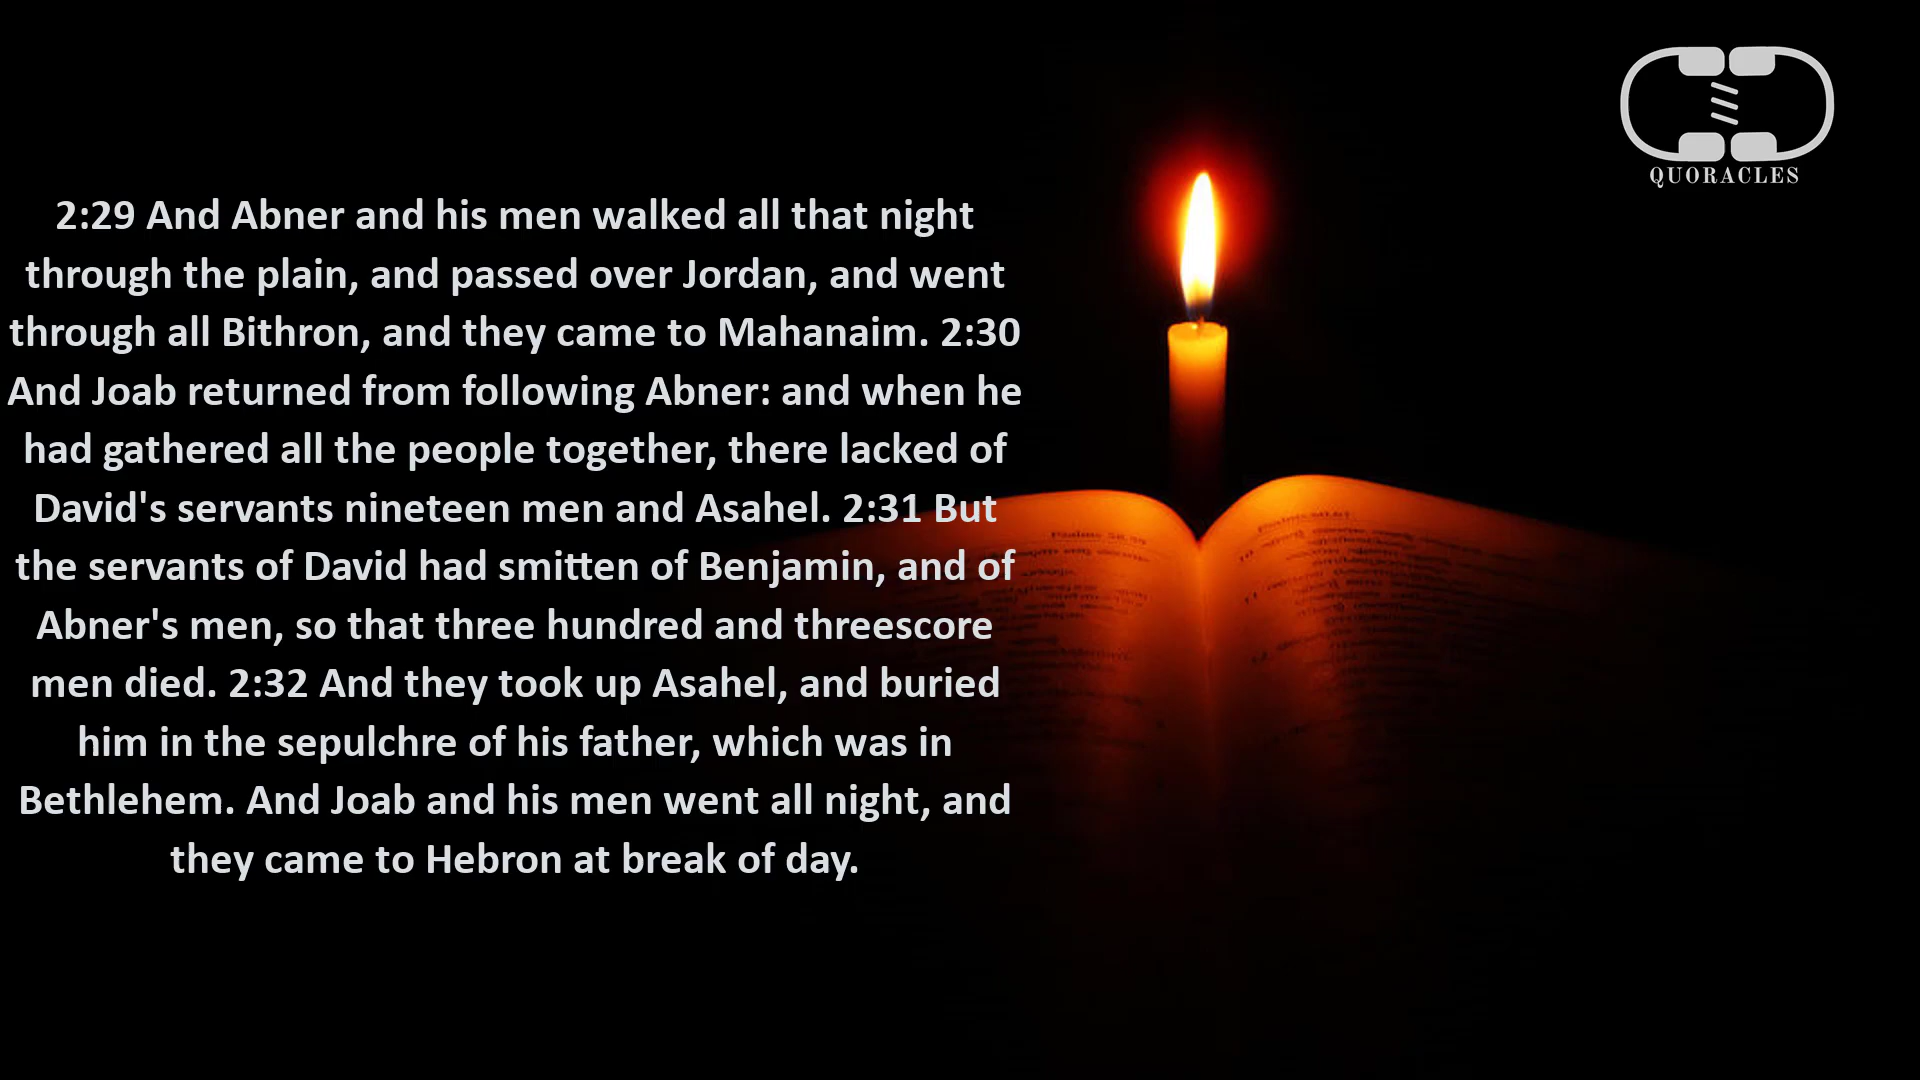 QUORACLES
2:29 And Abner and his men walked all that night
through the plain, and passed over Jordan, and went
through all Bithron, and they came to Mahanaim. 2:30
And Joab returned from following Abner: and when he
had gathered all the people together, there lacked of
David's servants nineteen men and Asahel. 2:31 But
the servants of David had smitten of Benjamin, and of
Abner's men, so that three hundred and threescore
men died. 2:32 And they took up Asahel, and buried
him in the sepulchre of his father, which was in
Bethlehem. And Joab and his men went all night, and
they came to Hebron at break of day.